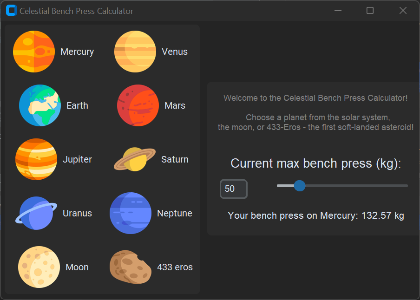 Celestial Bench Press Calculator
Mercury
Venus
Earth
Mars
Jupiter
Saturn
Uranus
Neptune
Moon
433 eros
Welcome to the Celestial Bench Press Calculator!
Choose a planet from the solar system,
the moon, or 433-Eros - the first soft-landed asteroid!
Current max bench press (kg):
50
Your bench press on Mercury: 132.57 kg